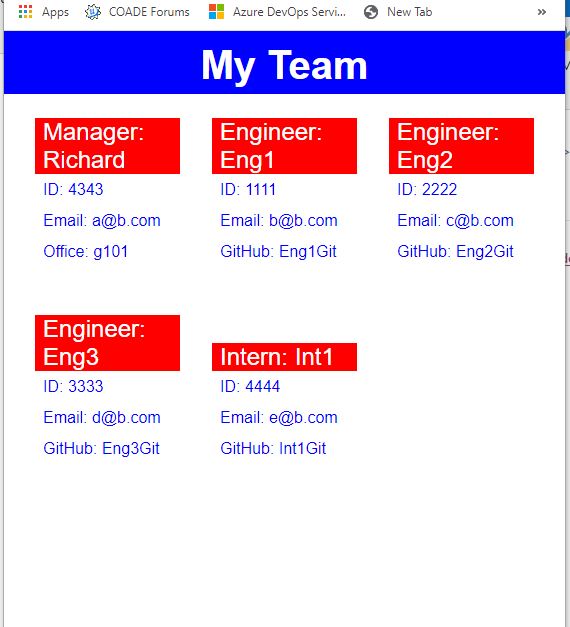 Apps COADE Forums Azure DevOps Servi... New Tab »
My Team
Manager:
Richard
ID: 4343
Email: a@b.com
Office: g101
Engineer:
Eng1
ID: 1111
Email: b@b.com
GitHub: Eng1Git
Engineer:
Eng2
ID: 2222
Email: c@b.com
GitHub: Eng2Git
Engineer:
Eng3
ID: 3333
Email: d@b.com
GitHub: Eng3Git
Intern: Int1
ID: 4444
Email: e@b.com
GitHub: Int1Git